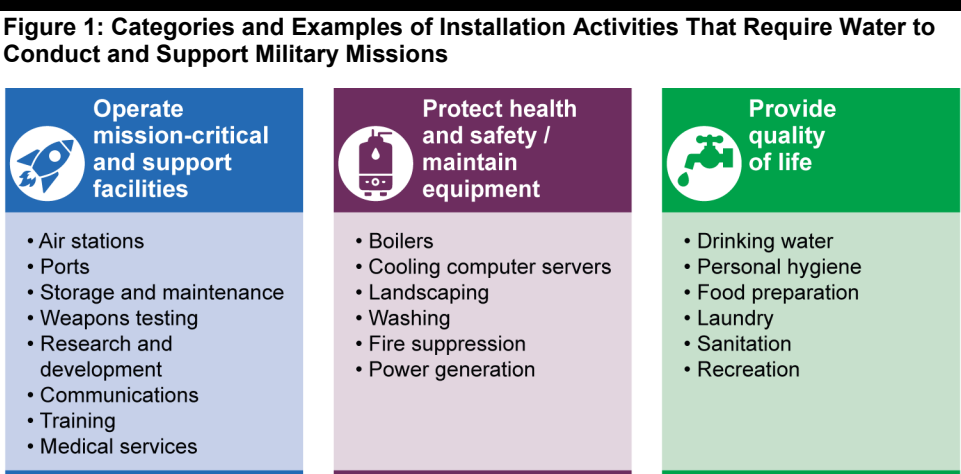 Figure 1: Categories and Examples of Installation Activities That Require Water to
Conduct and Support Military Missions
Operate
mission-critical
and support
facilities
• Air stations
• Ports
• Storage and maintenance
• Weapons testing
• Research and
development
• Communications
• Training
• Medical services
Protect health
and safety /
maintain
equipment
• Boilers
• Cooling computer servers
• Landscaping
• Washing
• Fire suppression
• Power generation
Provide
quality
of life
• Drinking water
• Personal hygiene
• Food preparation
• Laundry
• Sanitation
• Recreation